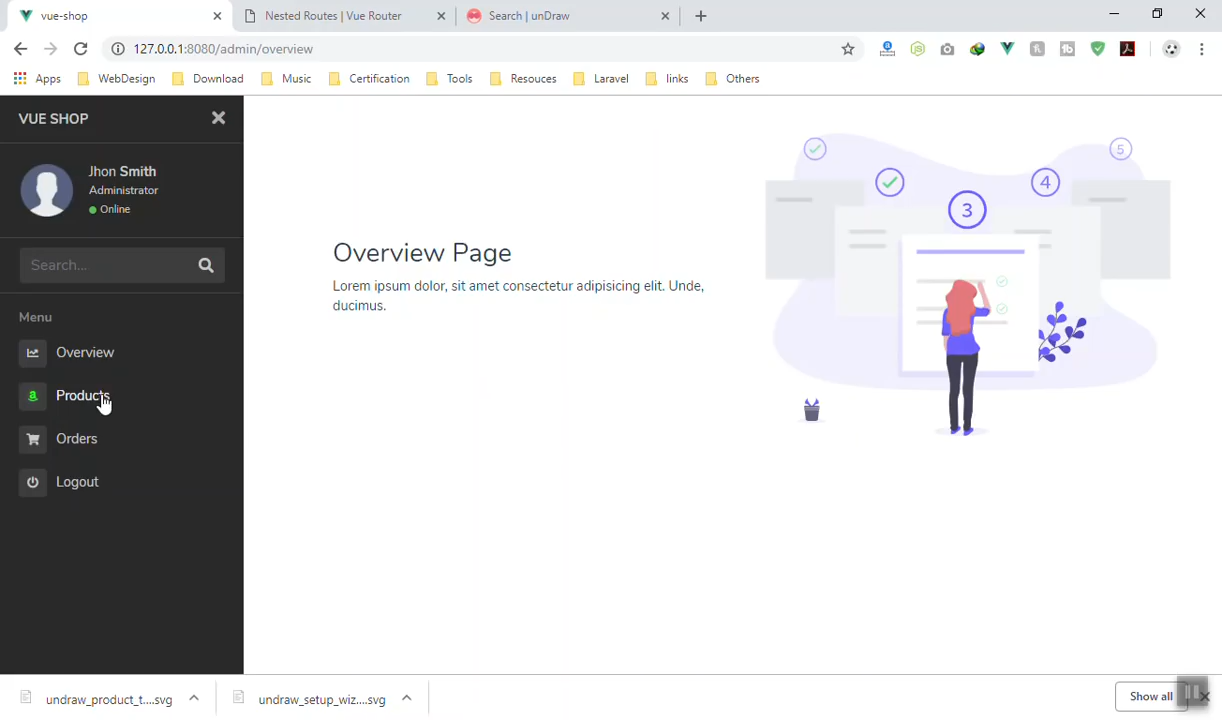 vue-shop
Nested Routes | Vue Router
Search | unDraw
127.0.0.1:8080/admin/overview
Apps
WebDesign
Download
Music
Certification
Tools
Resouces
Laravel
links
Others
VUE SHOP
Jhon Smith
Administrator
Online
Search...
Menu
Overview
Products
Orders
Logout
Overview Page
Lorem ipsum dolor, sit amet consectetur adipisicing elit. Unde,
ducimus.
3
4
5
undraw_product_t....svg
undraw_setup_wiz....svg
Show all